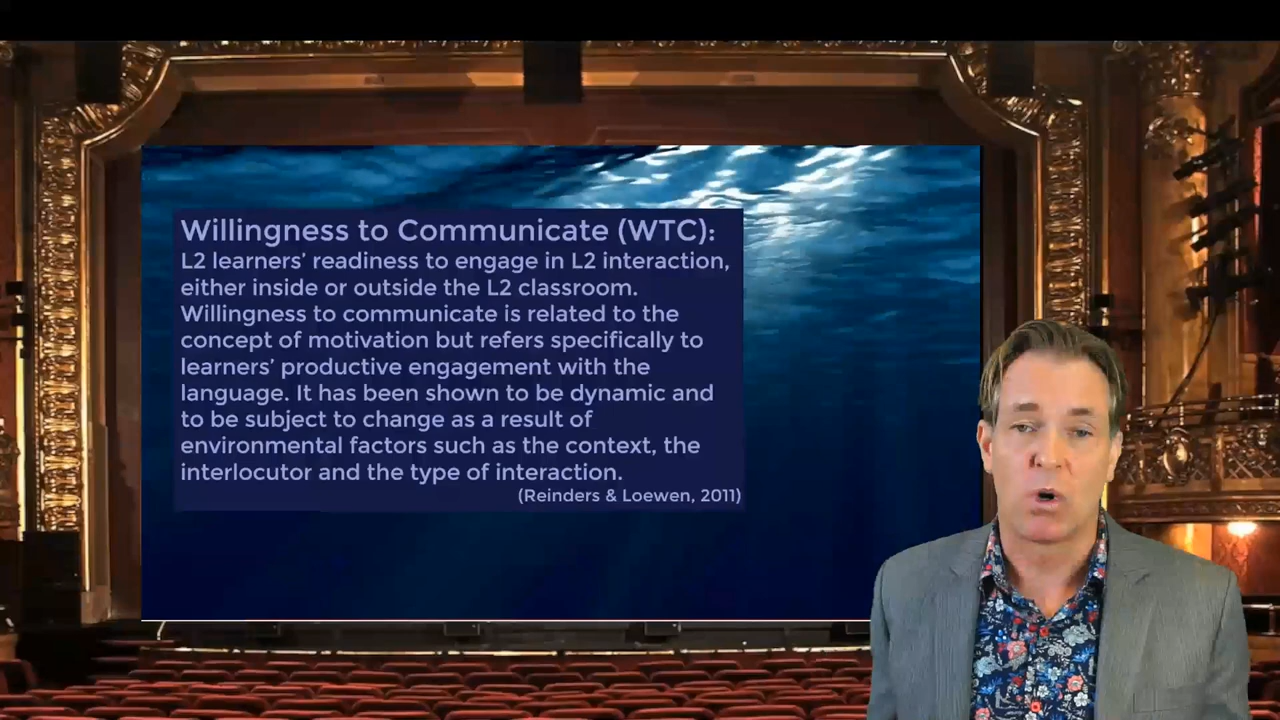 Willingness to Communicate (WTC):
L2 learners’ readiness to engage in L2 interaction,
either inside or outside the L2 classroom.
Willingness to communicate is related to the
concept of motivation but refers specifically to
learners’ productive engagement with the
language. It has been shown to be dynamic and
to be subject to change as a result of
environmental factors such as the context, the
interlocutor and the type of interaction.
(Reinders & Loewen, 2011)